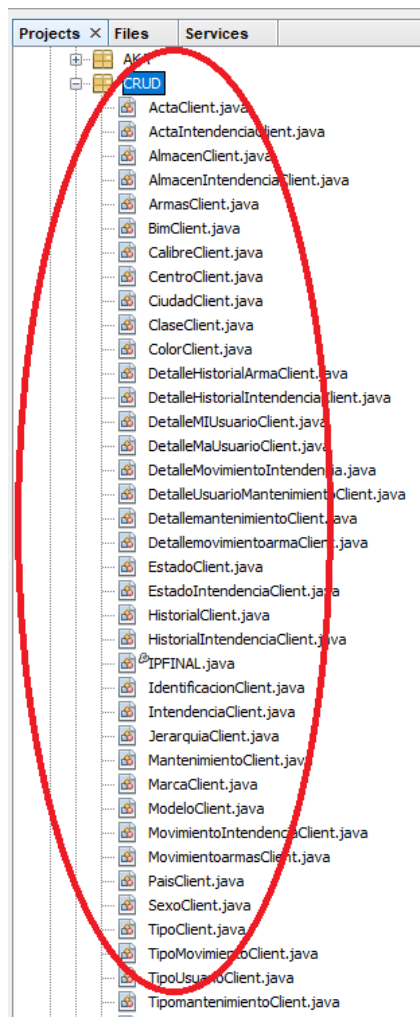 Projects × Files Services
AKA
CRUD
ActaClient.java
ActaIntendenciaClient.java
AlmacenClient.java
AlmacenIntendenciaClient.java
ArmasClient.java
BimClient.java
CalibreClient.java
CentroClient.java
CiudadClient.java
ClaseClient.java
ColorClient.java
DetalleHistorialArmaClient.java
DetalleHistorialIntendenciaClient.java
DetalleMIUsuarioClient.java
DetalleMaUsuarioClient.java
DetalleMovimientoIntendencia.java
DetalleUsuarioMantenimientoClient.java
DetallemantenimientoClient.java
DetallemovimientoarmaClient.java
EstadoClient.java
EstadoIntendenciaClient.java
HistorialClient.java
HistorialIntendenciaClient.java
IPFINAL.java
IdentificacionClient.java
IntendenciaClient.java
JerarquiaClient.java
MantenimientoClient.java
MarcaClient.java
ModeloClient.java
MovimientoIntendenciaClient.java
MovimientoarmasClient.java
PaisClient.java
SexoClient.java
TipoClient.java
TipoMovimientoClient.java
TipoUsuarioClient.java
TipomantenimientoClient.java